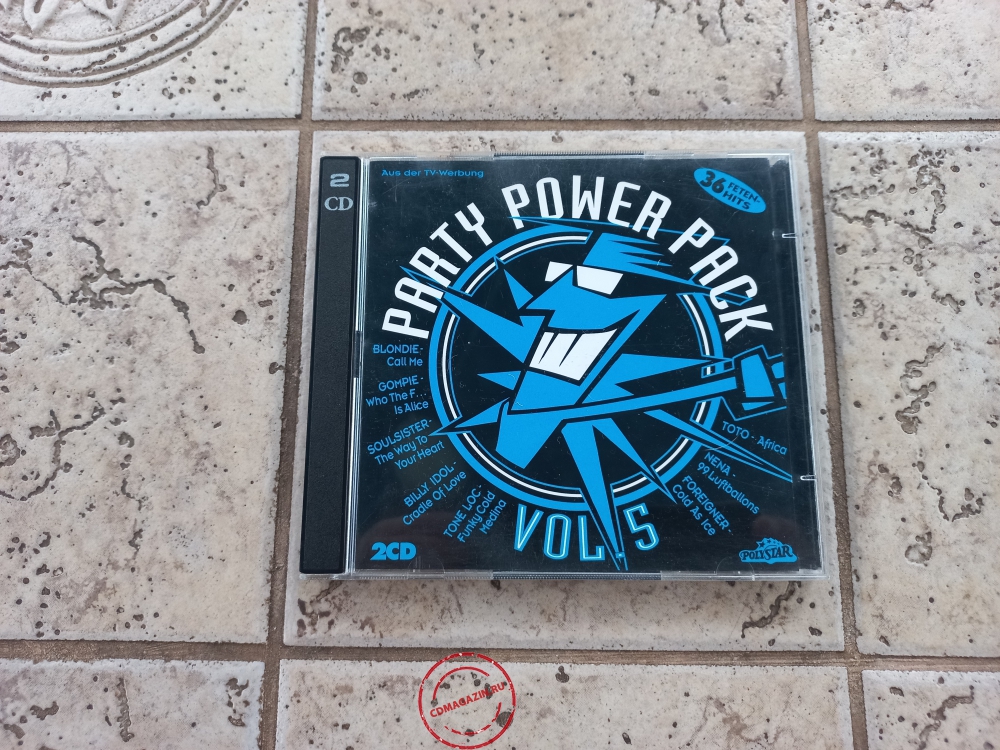 2
CD
Aus der TV-Werbung
36 FETEN-
HITS
PARTY POWER PACK
BLONDIE-
Call Me
GOMPIE -
Who The F...
Is Alice
SOULSISTER-
The Way To
Your Heart
BILLY IDOL-
Cradle Of Love
TONE LOC -
Funky Cold
Medina
TOTO - Africa
NENA -
99 Luftballons
FOREIGNER -
Cold As Ice
VOL. 5
2CD
POLYSTAR
CDMAGAZIN.RU